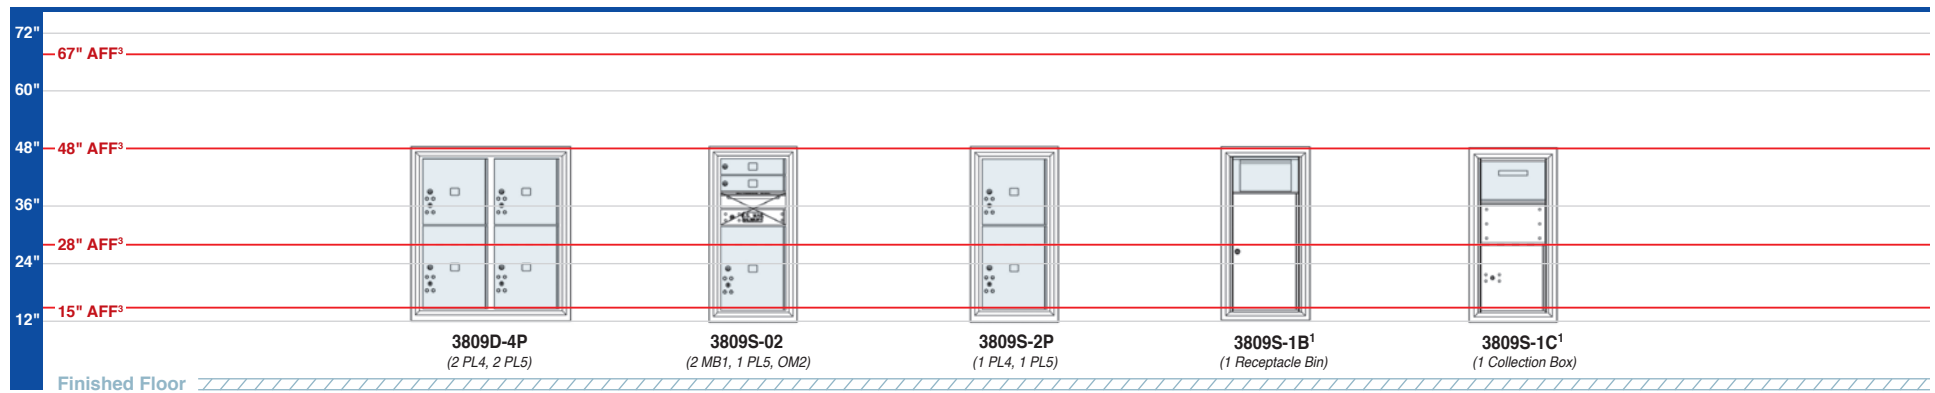 72"
67" AFF³
60"
48"
48" AFF³
36"
28" AFF³
24"
15" AFF³
12"
3809D-4P
(2 PL4, 2 PL5)
3809S-02
(2 MB1, 1 PL5, OM2)
3809S-2P
(1 PL4, 1 PL5)
3809S-1B¹
(1 Receptacle Bin)
3809S-1C¹
(1 Collection Box)
Finished Floor